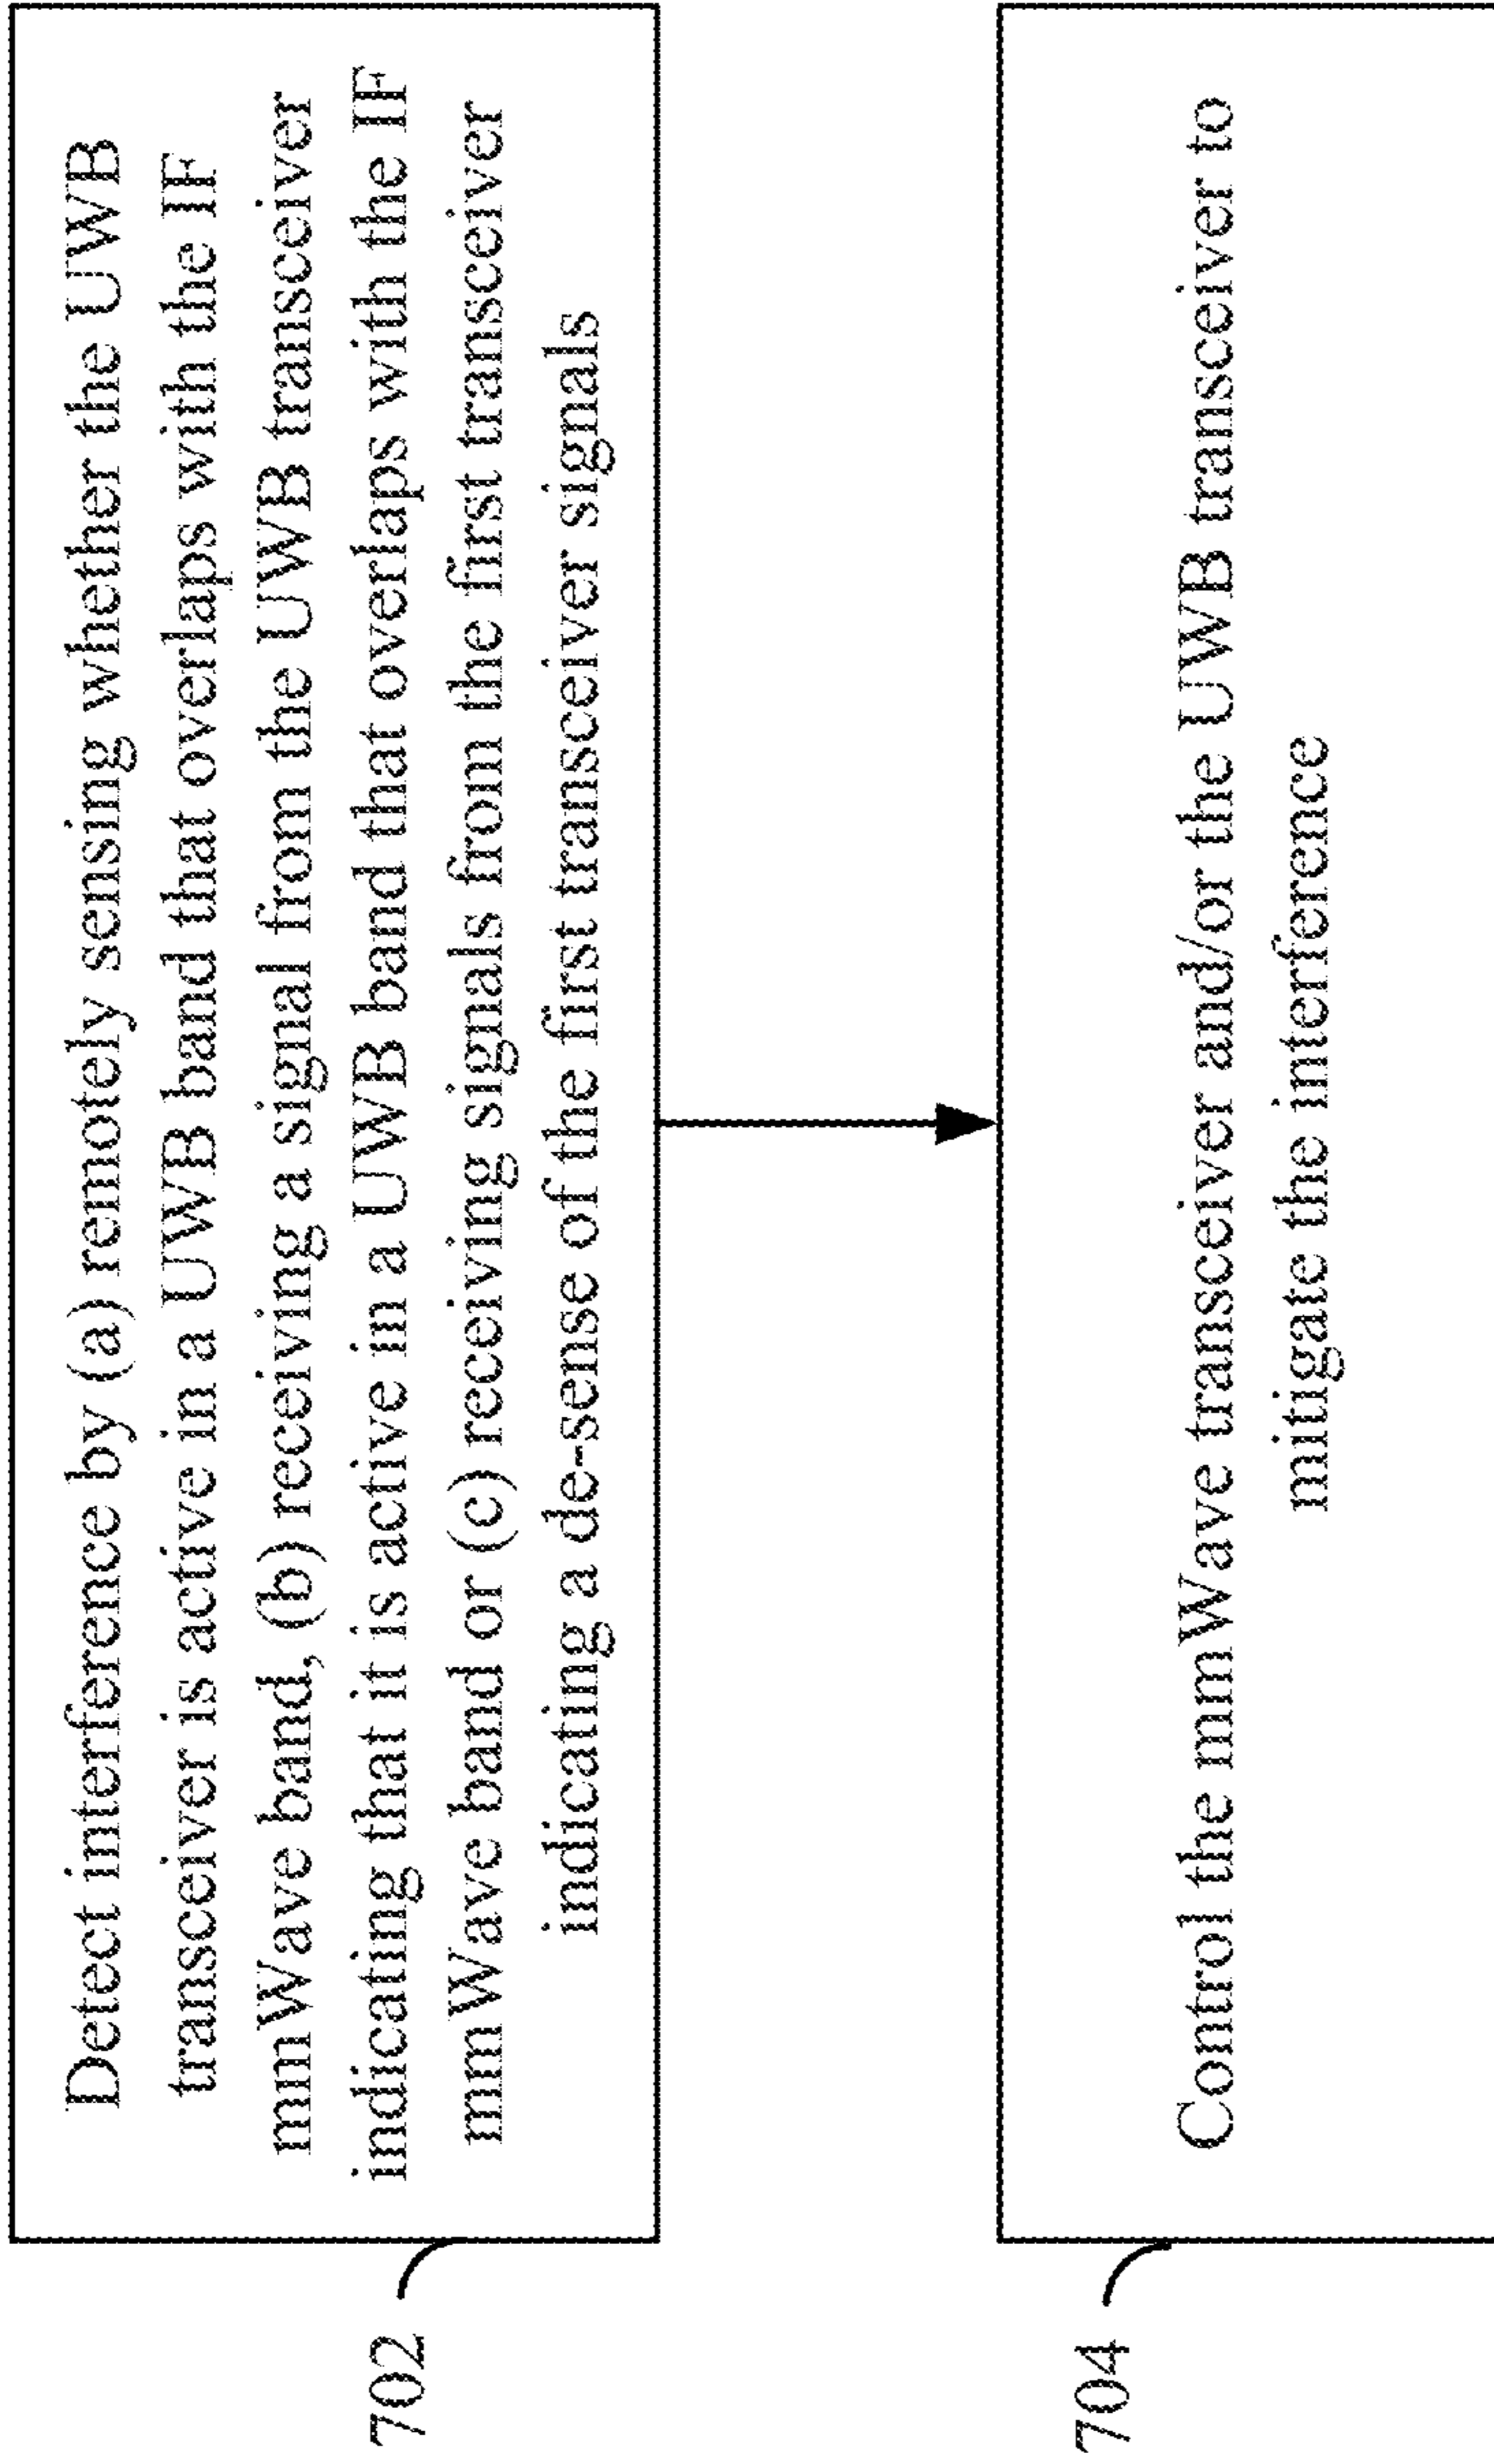 702
Detect interference by (a) remotely sensing whether the UWB
transceiver is active in a UWB band that overlaps with the IF
mmWave band, (b) receiving a signal from the UWB transceiver
indicating that it is active in a UWB band that overlaps with the IF
mmWave band or (c) receiving signals from the first transceiver
indicating a de-sense of the first transceiver signals
704
Control the mmWave transceiver and/or the UWB transceiver to
mitigate the interference